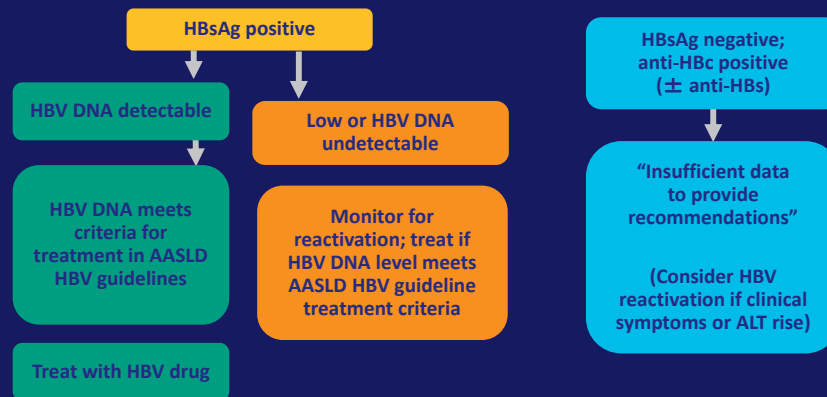 HBsAg positive
HBV DNA detectable
HBV DNA meets
criteria for
treatment in AASLD
HBV guidelines
Treat with HBV drug
Low or HBV DNA
undetectable
Monitor for
reactivation; treat if
HBV DNA level meets
AASLD HBV guideline
treatment criteria
HBsAg negative;
anti-HBc positive
(± anti-HBs)
“Insufficient data
to provide
recommendations”
(Consider HBV
reactivation if clinical
symptoms or ALT rise)